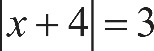 |x + 4| = 3